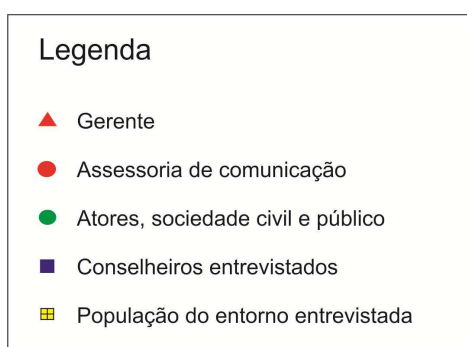 Legenda
Gerente
Assessoria de comunicação
Atores, sociedade civil e público
Conselheiros entrevistados
População do entorno entrevistada